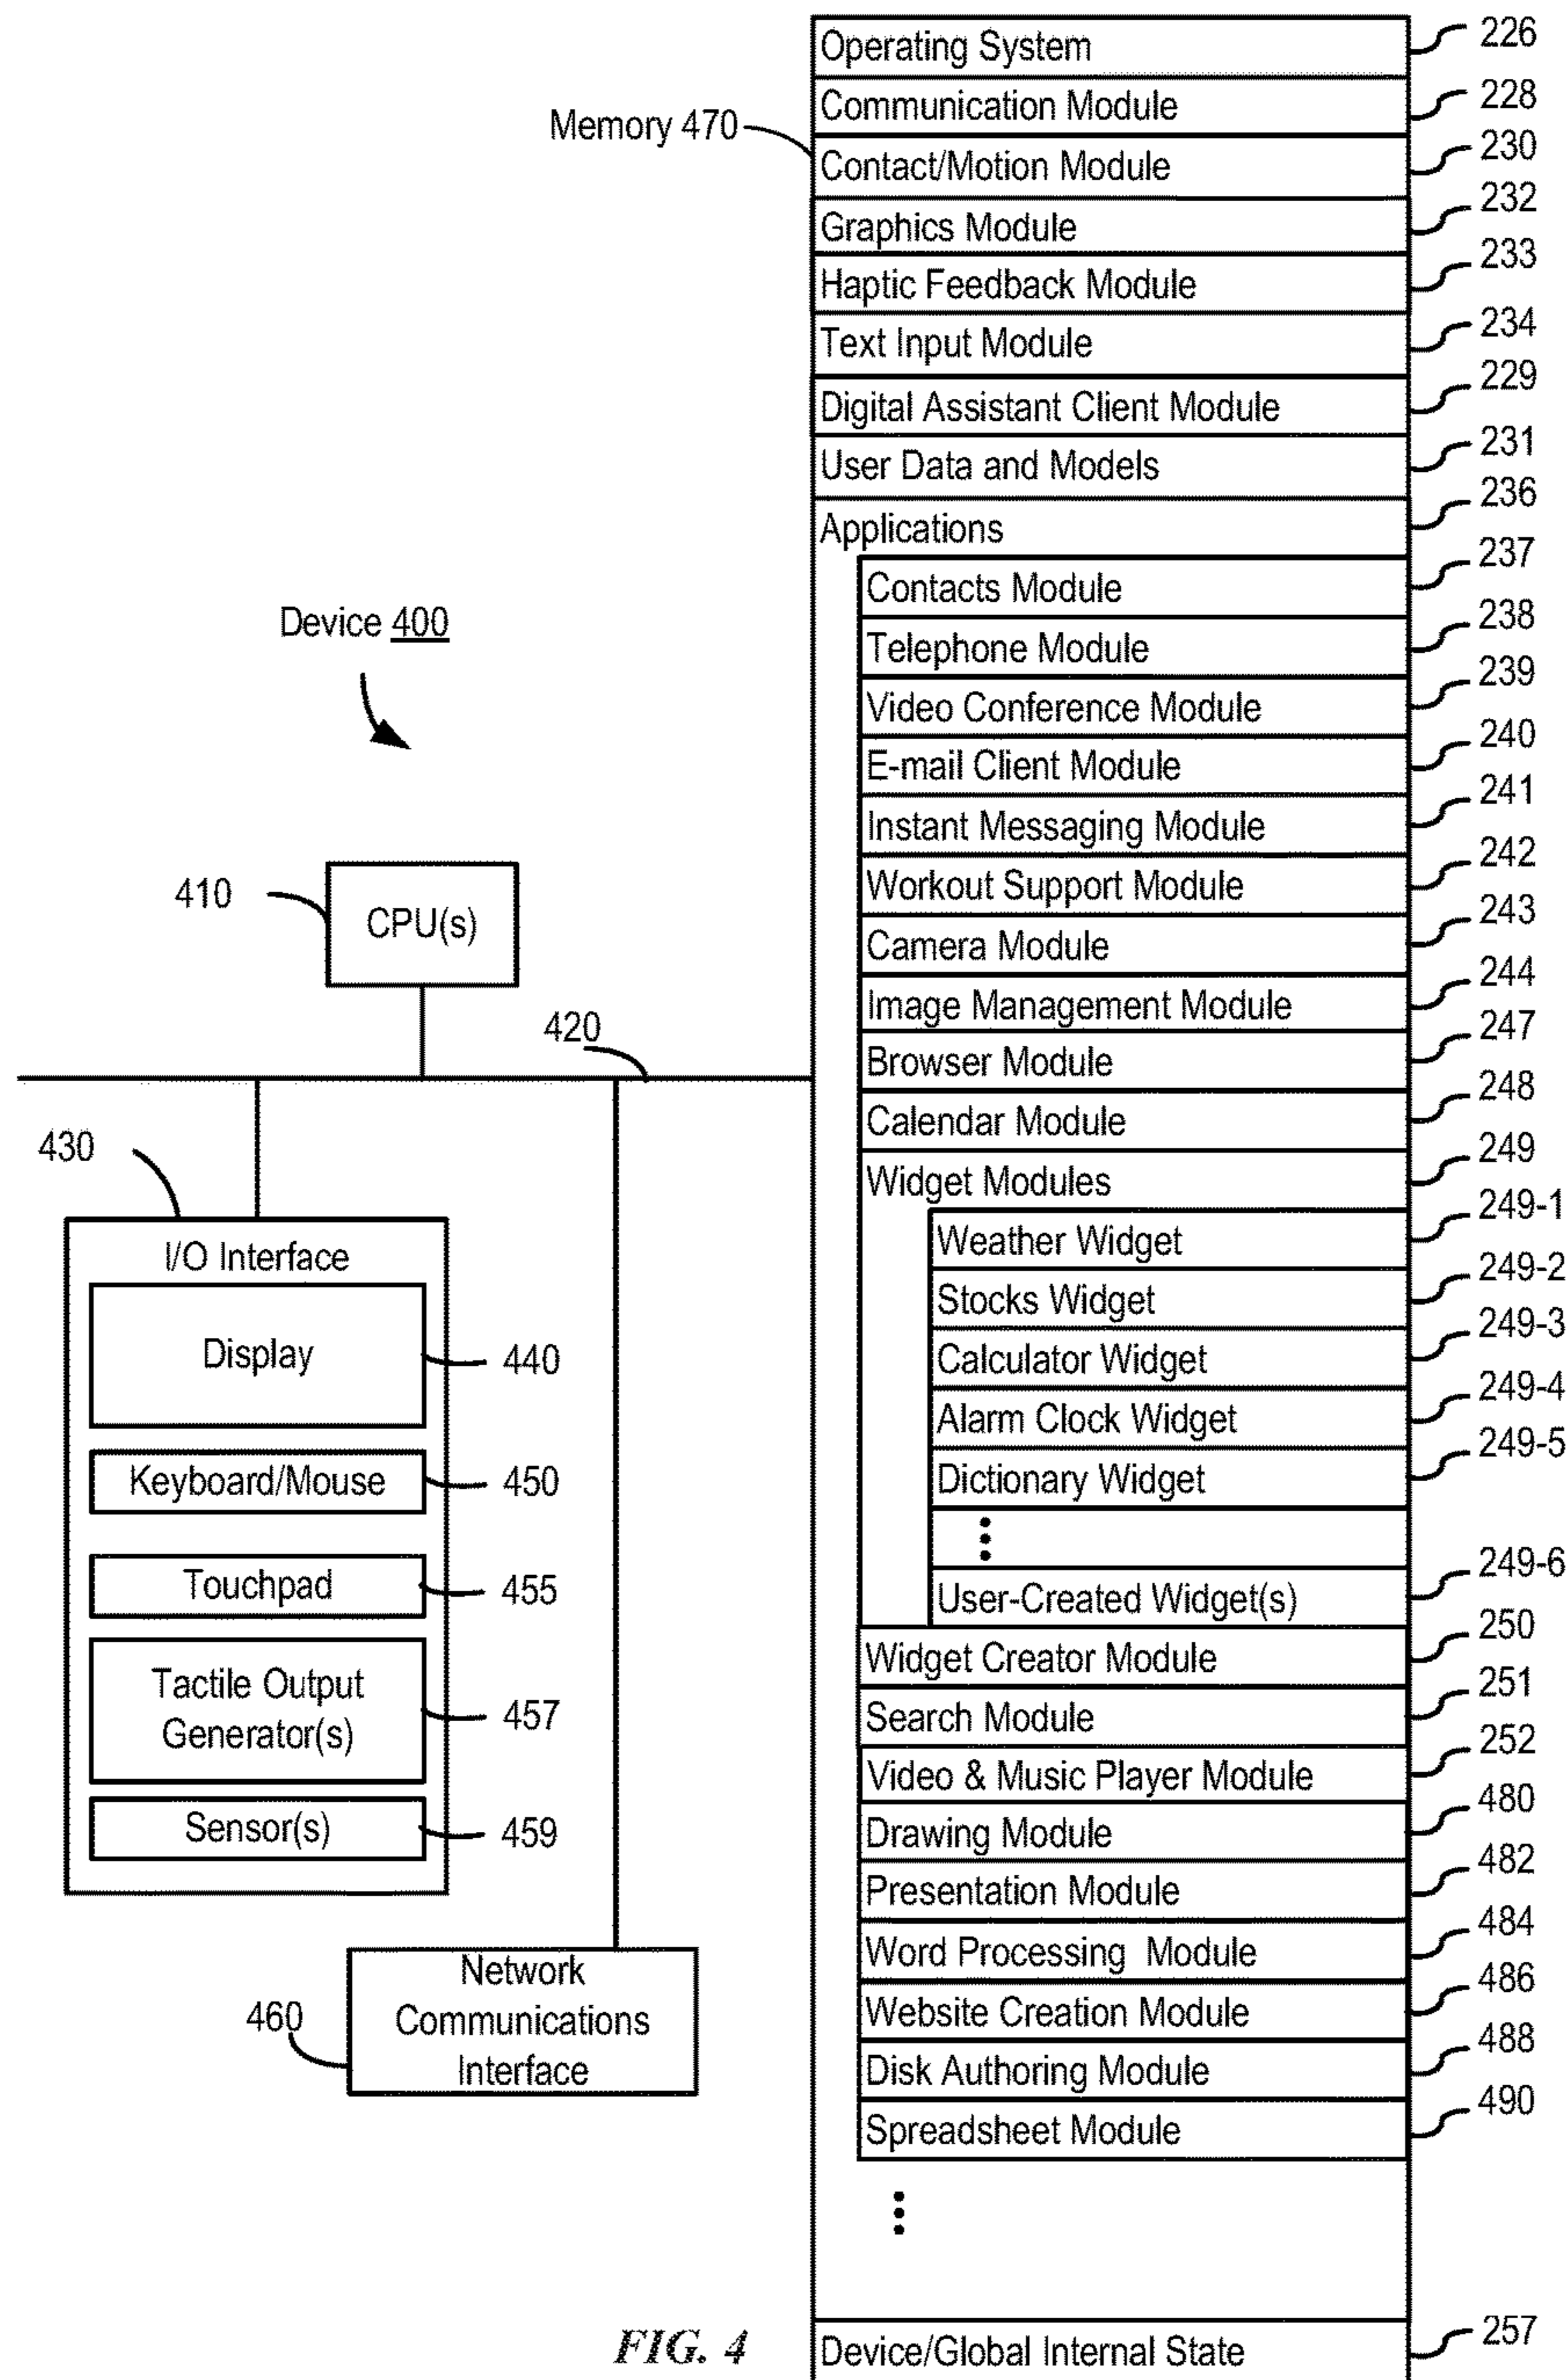 Operating System 226
Communication Module 228
Memory 470
Contact/Motion Module 230
Graphics Module 232
Haptic Feedback Module 233
Text Input Module 234
Digital Assistant Client Module 229
User Data and Models 231
Applications 236
Contacts Module 237
Telephone Module 238
Video Conference Module 239
E-mail Client Module 240
Instant Messaging Module 241
Workout Support Module 242
Camera Module 243
Image Management Module 244
Browser Module 247
Calendar Module 248
Widget Modules 249
Weather Widget 249-1
Stocks Widget 249-2
Calculator Widget 249-3
Alarm Clock Widget 249-4
Dictionary Widget 249-5
User-Created Widget(s) 249-6
Widget Creator Module 250
Search Module 251
Video & Music Player Module 252
Drawing Module 480
Presentation Module 482
Word Processing Module 484
Website Creation Module 486
Disk Authoring Module 488
Spreadsheet Module 490
Device/Global Internal State 257
Device 400
410
CPU(s)
420
430
I/O Interface
Display 440
Keyboard/Mouse 450
Touchpad 455
Tactile Output
Generator(s) 457
Sensor(s) 459
460
Network
Communications
Interface
FIG. 4